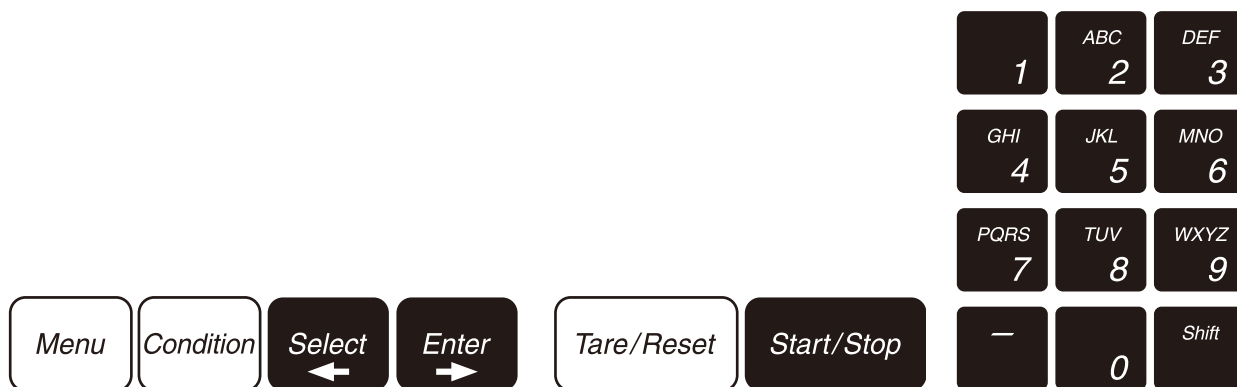 1
ABC
2
DEF
3
GHI
4
JKL
5
MNO
6
PQRS
7
TUV
8
WXYZ
9
Menu
Condition
Select
Enter
Tare/Reset
Start/Stop
—
0
Shift